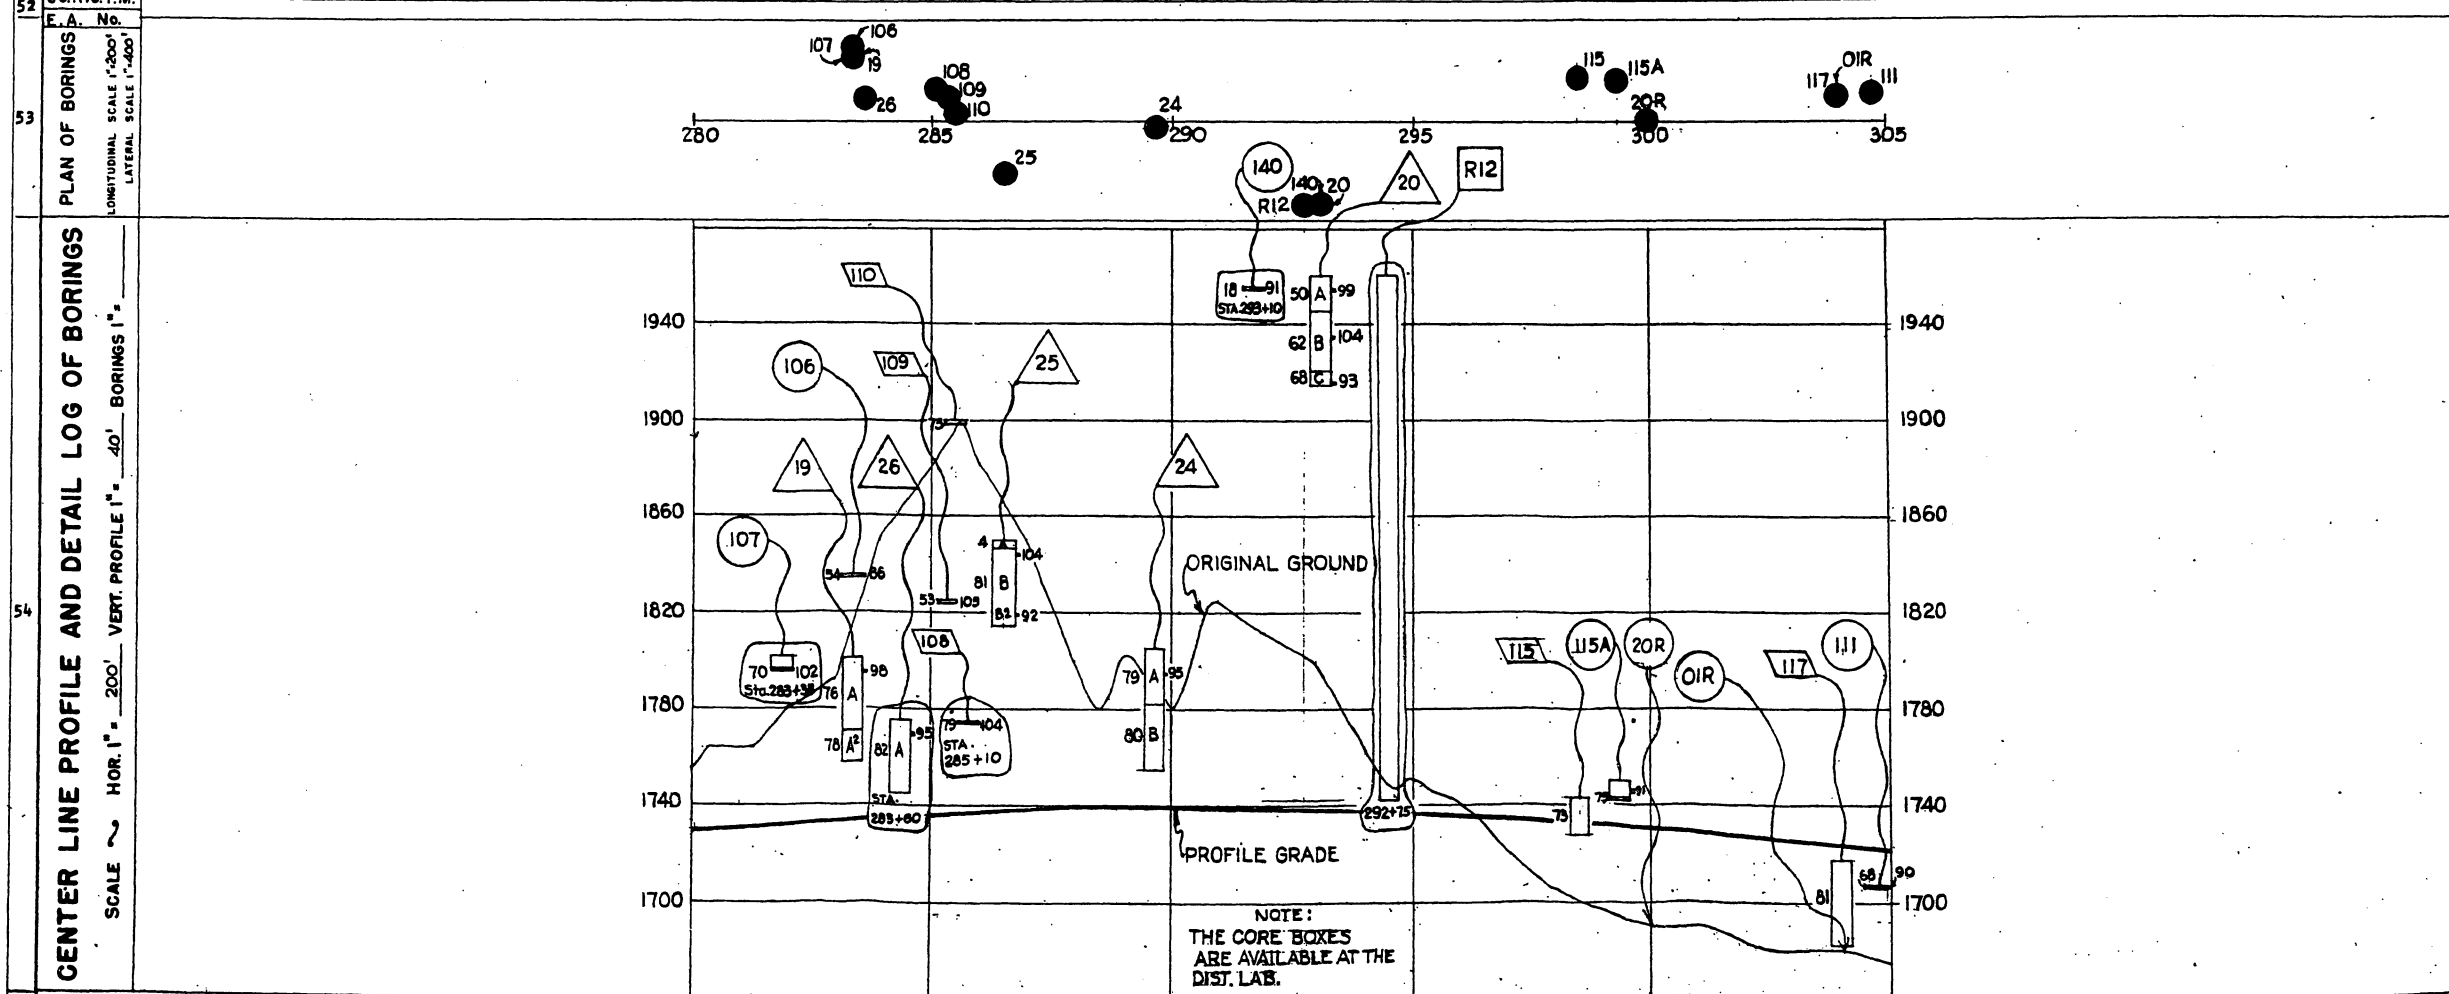 52
E. A. No.
53
PLAN OF BORINGS
LONGITUDINAL SCALE 1"=200'
LATERAL SCALE 1"=400'
106
107
19
26
108
109
110
25
24
115
115A
20R
01R
117
111
280
285
290
295
300
305
140
140
20
R12
20
R12
54
CENTER LINE PROFILE AND DETAIL LOG OF BORINGS
SCALE ~ HOR. 1"= 200' VERT. PROFILE 1"= 40' BORINGS 1"=
110
18 91
STA. 293+10
50 A 99
62 B 104
68 C 93
1940
1940
106
109
25
1900
75
1900
19
26
24
1860
1860
107
4 A 104
81 B
B2 92
ORIGINAL GROUND
54 86
53 105
1820
1820
108
115
115A
20R
111
117
01R
70 102
Sta. 283+35
98
76 A
78 A2
79 A 95
80 B
1780
1780
82 A 95
STA.
283+60
79 104
STA.
285+10
1740
1740
292+75
73
91
PROFILE GRADE
68 90
81
1700
1700
NOTE:
THE CORE BOXES
ARE AVAILABLE AT THE
DIST. LAB.